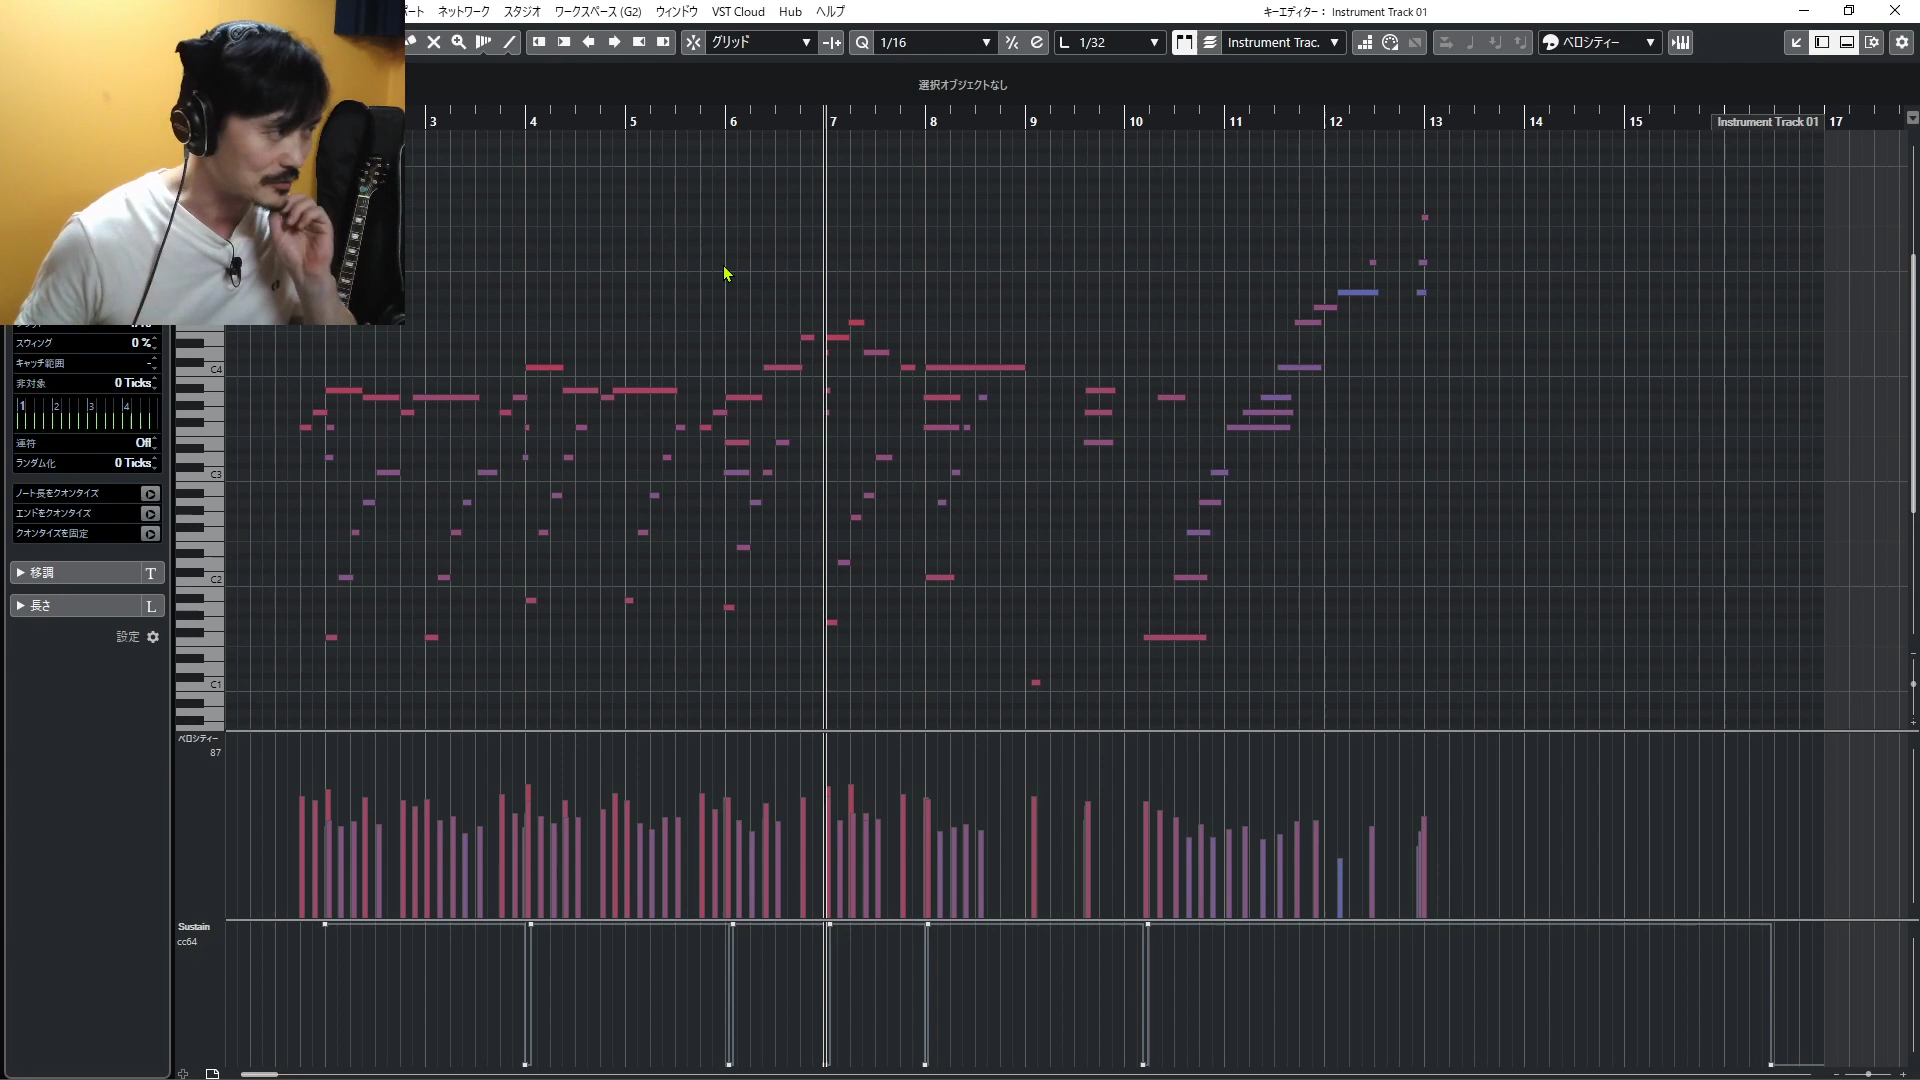 ポート ネットワーク スタジオ ワークスペース (G2) ウィンドウ VST Cloud Hub ヘルプ
キーエディター： Instrument Track 01
グリッド
Q 1/16
L 1/32
Instrument Trac.
ベロシティー
選択オブジェクトなし
3 4 5 6 7 8 9 10 11 12 13 14 15 Instrument Track 01 17
スウィング 0 %
キャッチ範囲 -
非対象 0 Ticks
1 2 3 4
連符 Off
ランダム化 0 Ticks
ノート長をクオンタイズ
エンドをクオンタイズ
クオンタイズを固定
移調 T
長さ L
設定
C4
C3
C2
C1
ベロシティー
87
Sustain
cc64